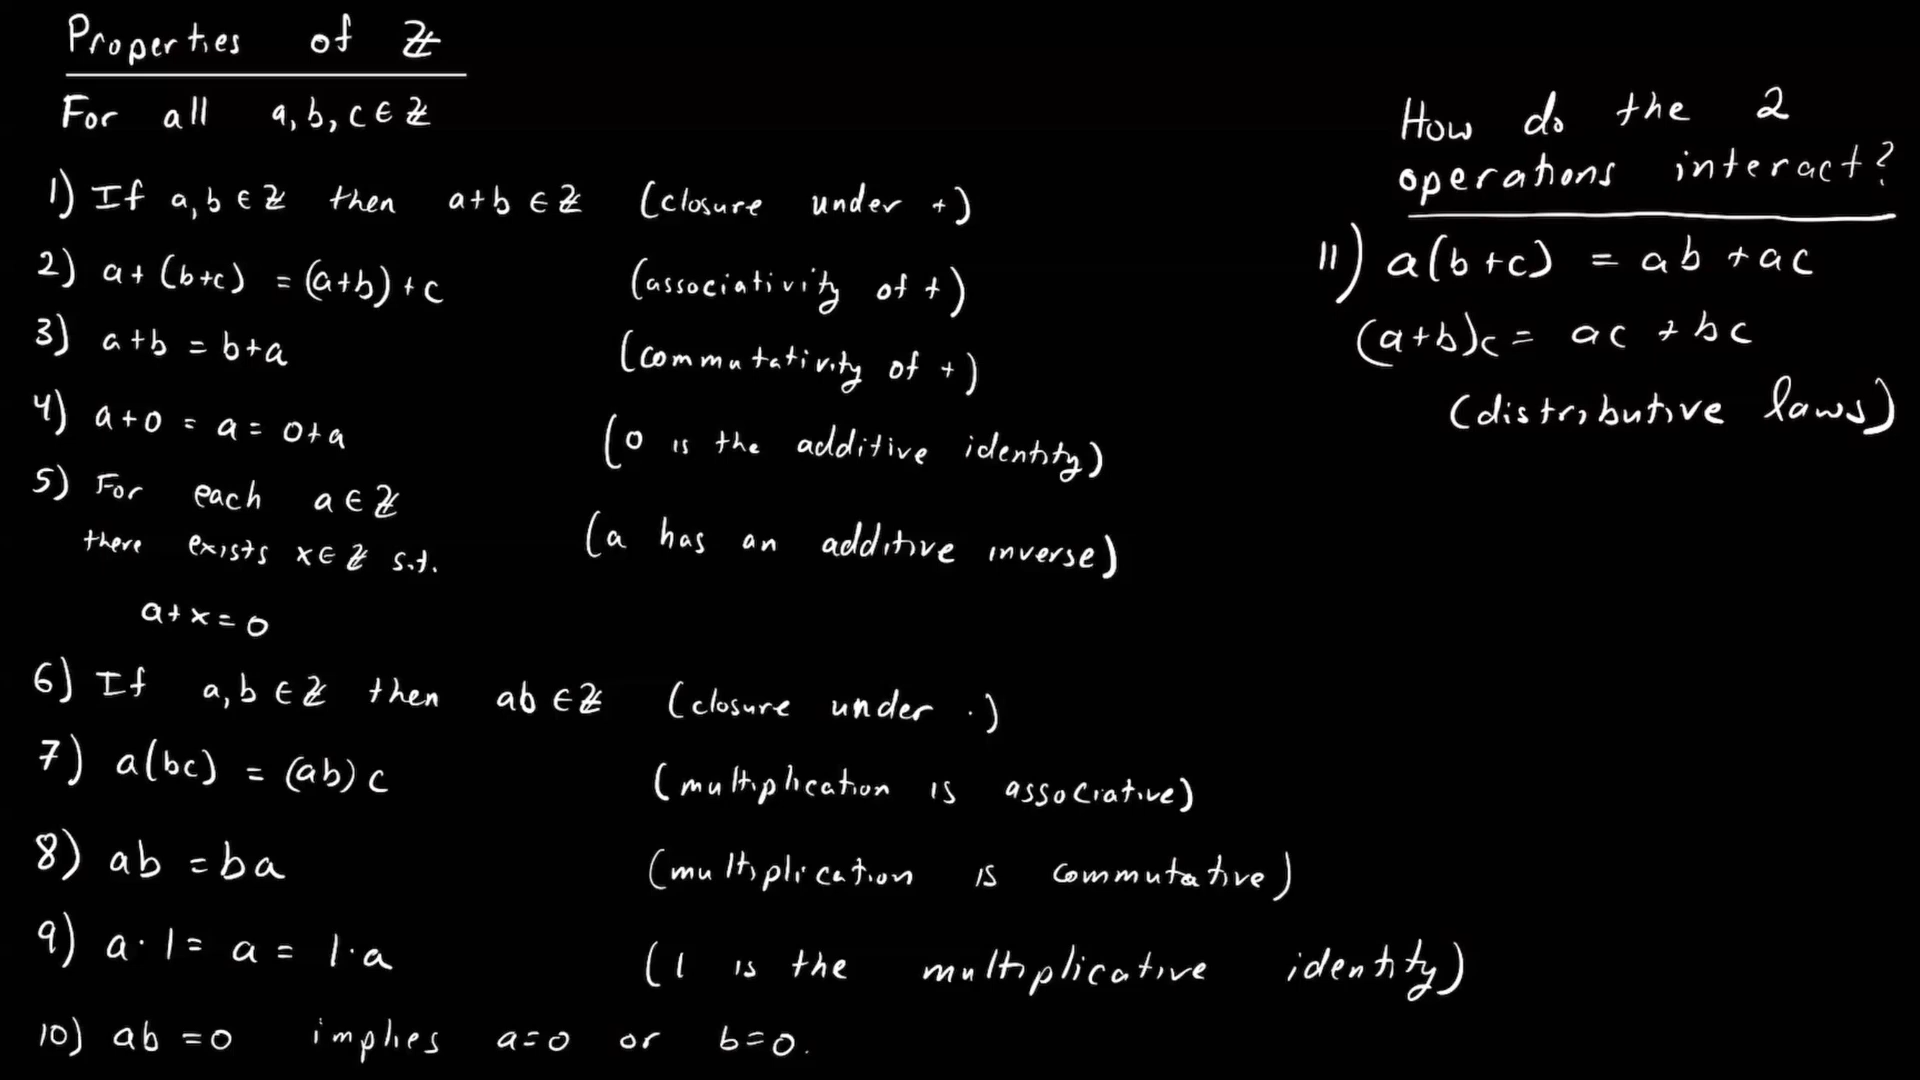 Properties of ℤ
For all a, b, c ∈ ℤ
1) If a, b ∈ ℤ then a+b ∈ ℤ (closure under +)
2) a+(b+c) = (a+b)+c (associativity of +)
3) a+b = b+a (commutativity of +)
4) a+0 = a = 0+a (0 is the additive identity)
5) For each a ∈ ℤ
there exists x ∈ ℤ s.t. (a has an additive inverse)
a+x=0
6) If a, b ∈ ℤ then ab ∈ ℤ (closure under ·)
7) a(bc) = (ab)c (multiplication is associative)
8) ab = ba (multiplication is commutative)
9) a·1 = a = 1·a (1 is the multiplicative identity)
10) ab = 0 implies a=0 or b=0.
How do the 2
operations interact?
11) a(b+c) = ab + ac
(a+b)c = ac + bc
(distributive laws)